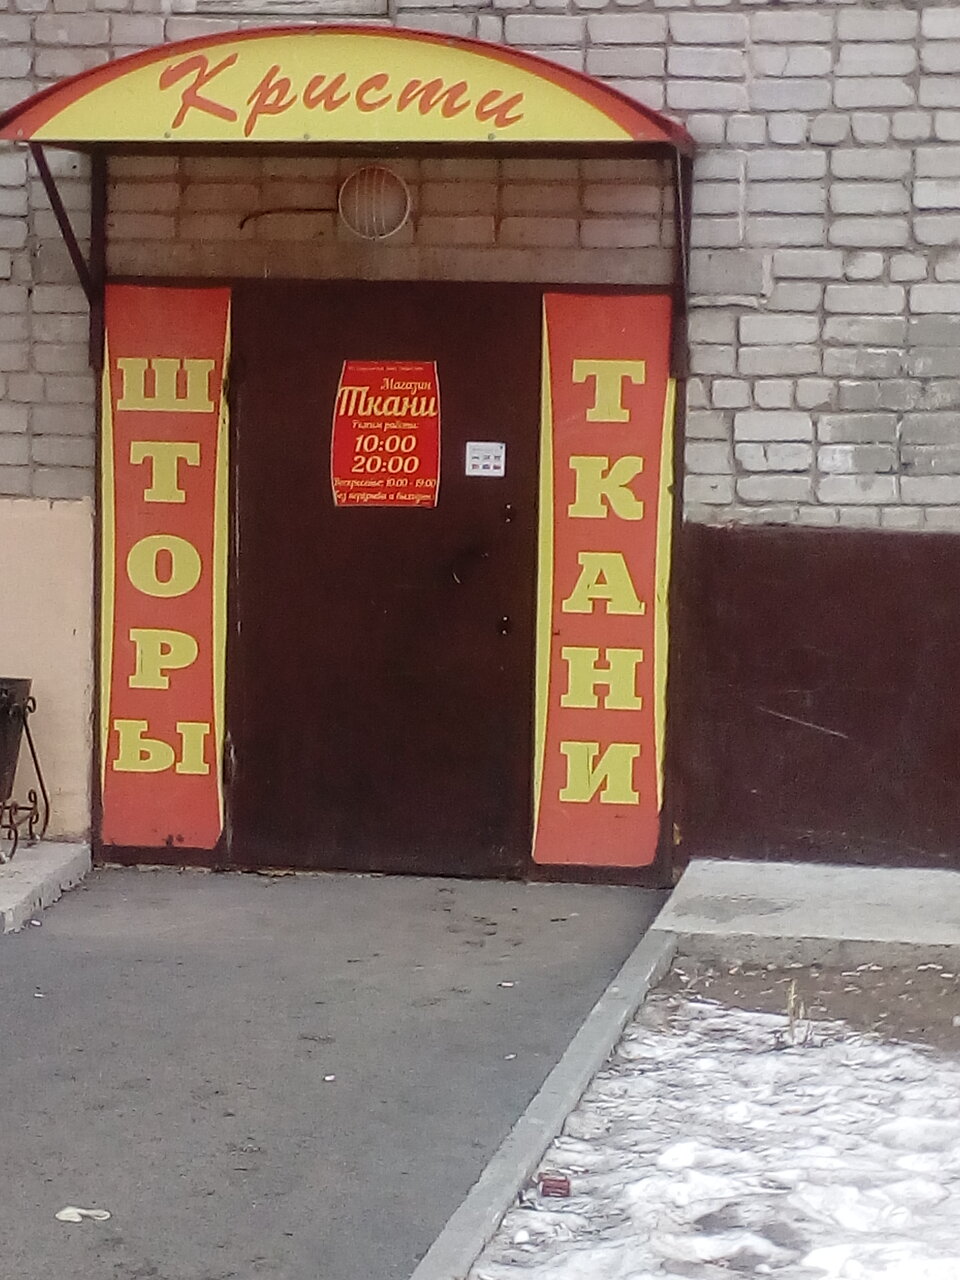 Кристи
ШТОРЫ
Магазин
Ткани
Режим работы:
10:00
20:00
Воскресенье: 10.00 - 19.00
без перерыва и выходных
ТКАНИ